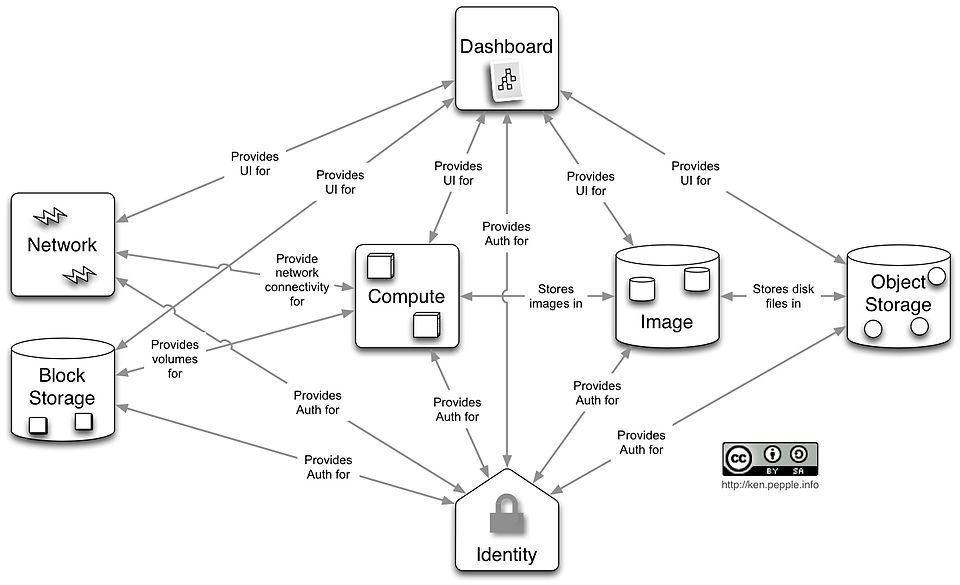 Dashboard
Provides
UI for
Provides
UI for
Provides
UI for
Provides
UI for
Provides
UI for
Provides
Auth for
Network
Provide
network
connectivity
for
Compute
Stores
images in
Image
Stores disk
files in
Object
Storage
Block
Storage
Provides
volumes
for
Provides
Auth for
Provides
Auth for
Provides
Auth for
Provides
Auth for
Provides
Auth for
Identity
cc
BY SA
http://ken.pepple.info